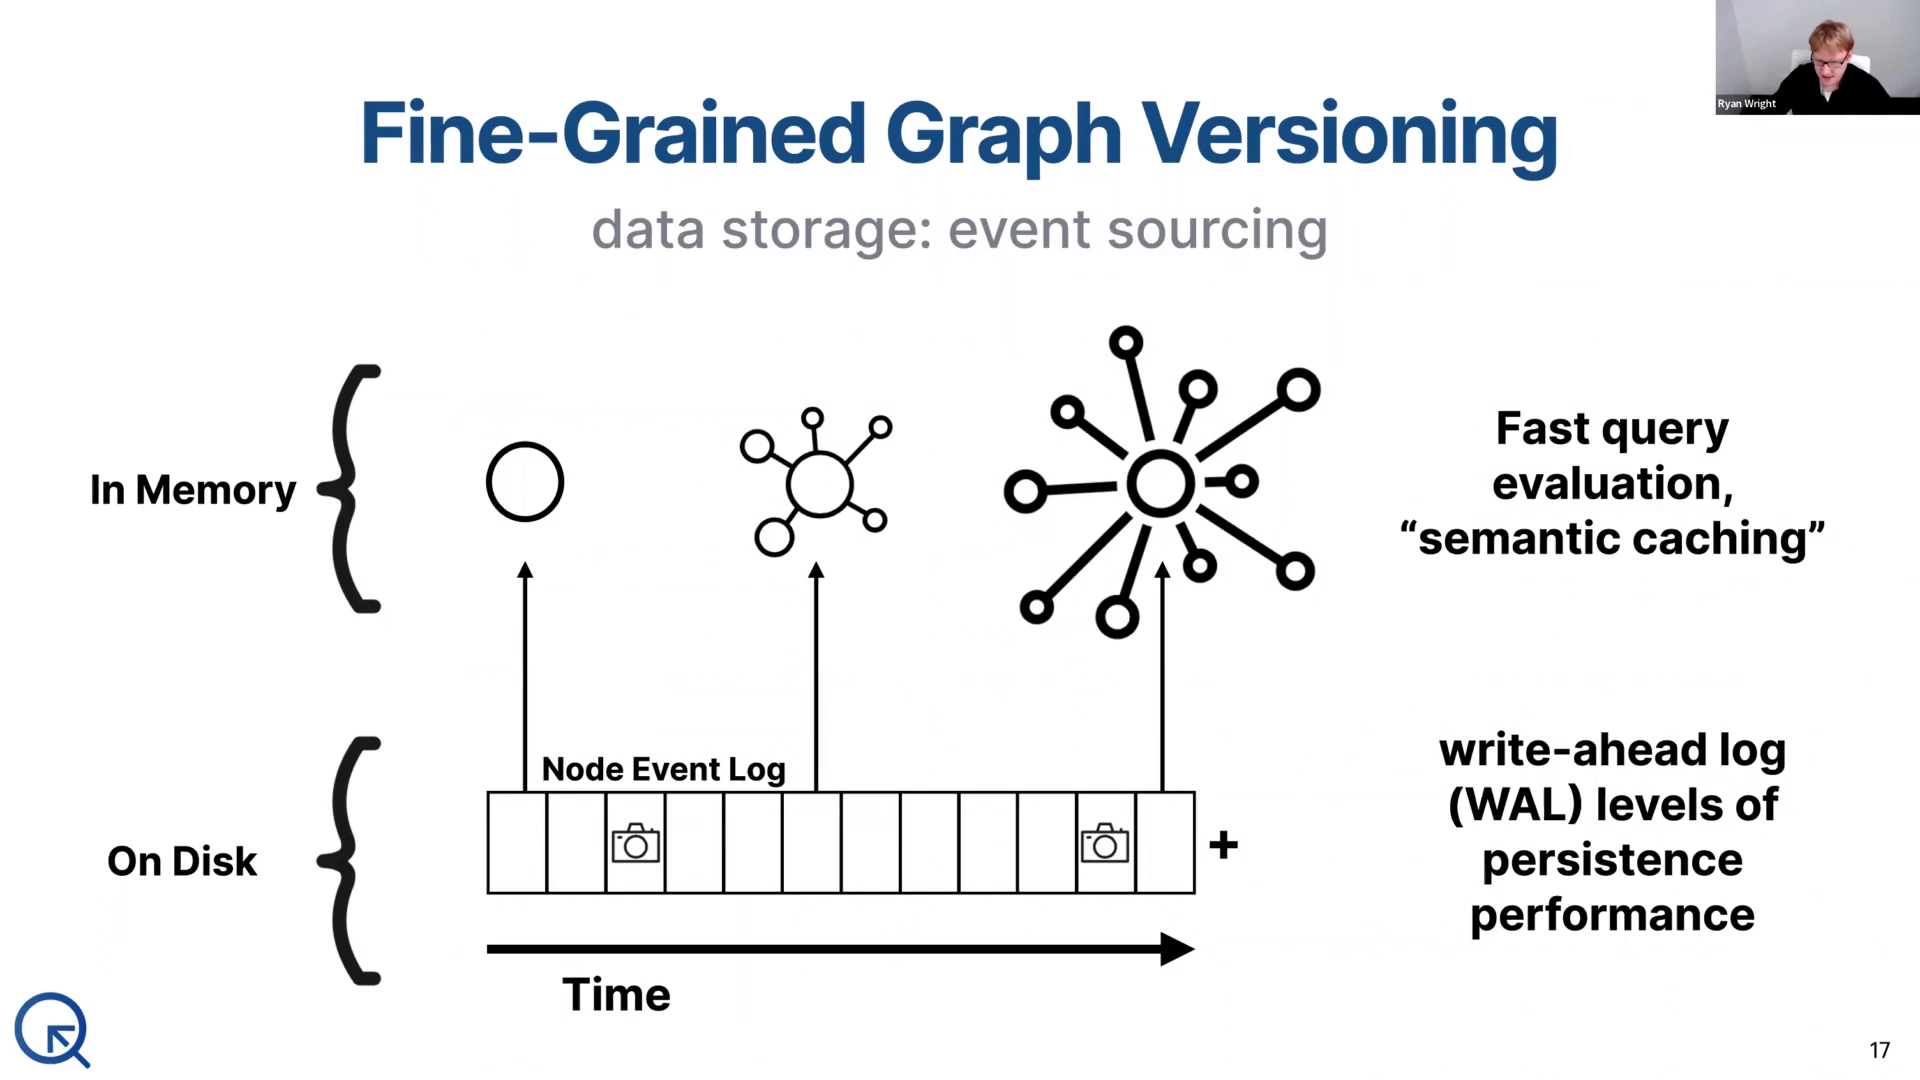 Ryan Wright
Fine-Grained Graph Versioning
data storage: event sourcing
In Memory
Fast query
evaluation,
“semantic caching”
Node Event Log
On Disk
+
write-ahead log
(WAL) levels of
persistence
performance
Time
17